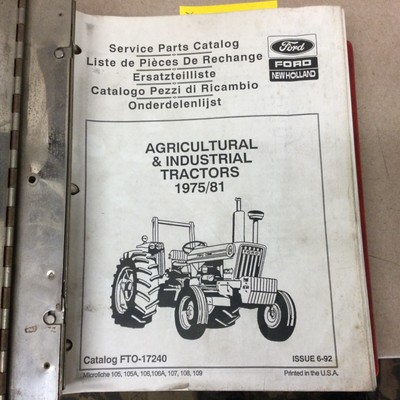 Service Parts Catalog
Liste de Pièces De Rechange
Ersatzteilliste
Catalogo Pezzi di Ricambio
Onderdelenlijst
Ford
FORD
NEW HOLLAND
AGRICULTURAL
& INDUSTRIAL
TRACTORS
1975/81
Catalog FTO-17240
ISSUE 6-92
Microfiche 105, 105A, 106,106A, 107, 108, 109
Printed in the U.S.A.